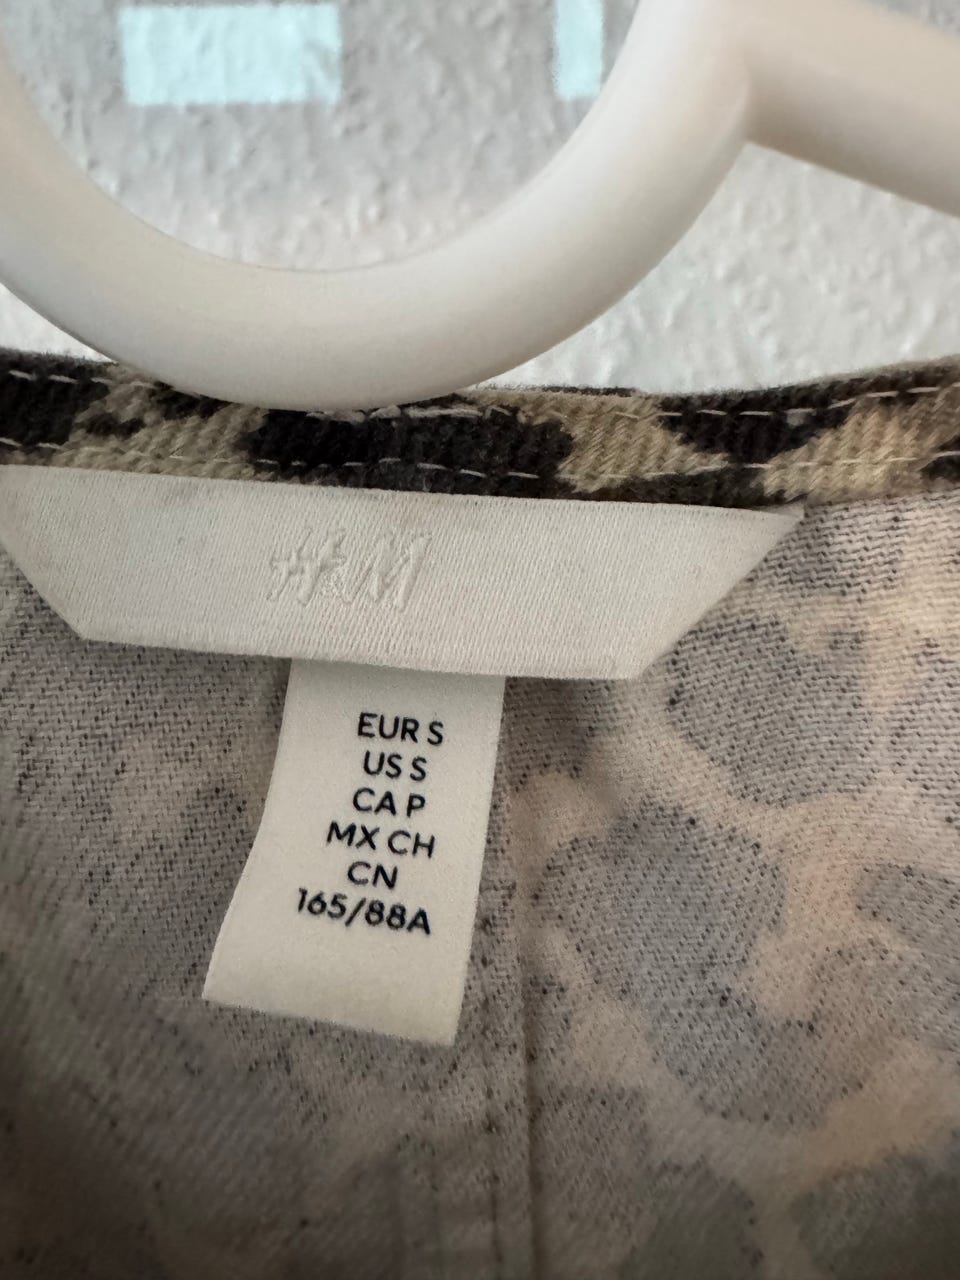 H&M
EUR S
US S
CA P
MX CH
CN
165/88A